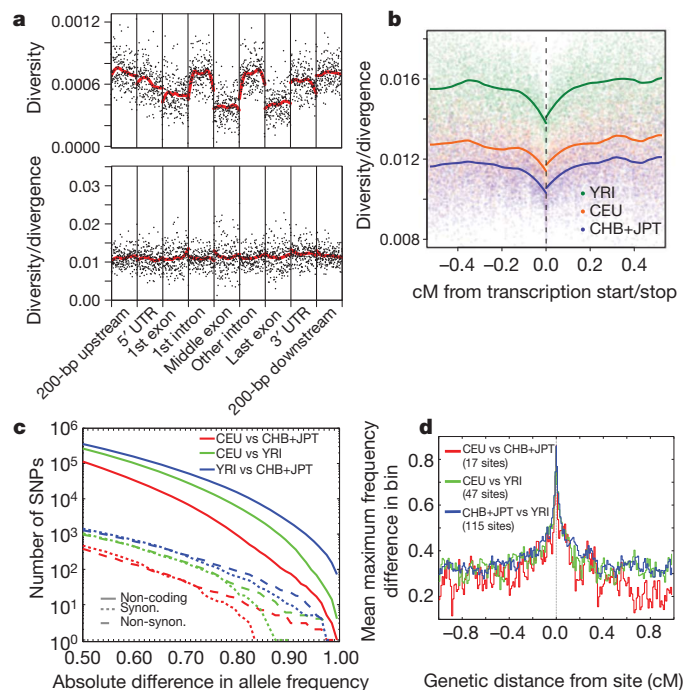 a
0.0012
0.0006
0.0000
Diversity
0.03
0.02
0.01
0.00
Diversity/divergence
200-bp upstream
5′ UTR
1st exon
1st intron
Middle exon
Other intron
Last exon
3′ UTR
200-bp downstream
b
0.016
0.012
0.008
Diversity/divergence
YRI
CEU
CHB+JPT
−0.4 −0.2 0.0 0.2 0.4
cM from transcription start/stop
c
10^6
10^5
10^4
10^3
10^2
10^1
10^0
Number of SNPs
CEU vs CHB+JPT
CEU vs YRI
YRI vs CHB+JPT
Non-coding
Synon.
Non-synon.
0.50 0.60 0.70 0.80 0.90 1.00
Absolute difference in allele frequency
d
0.8
0.6
0.4
0.2
Mean maximum frequency
difference in bin
CEU vs CHB+JPT
(17 sites)
CEU vs YRI
(47 sites)
CHB+JPT vs YRI
(115 sites)
−0.8 −0.4 0.0 0.4 0.8
Genetic distance from site (cM)